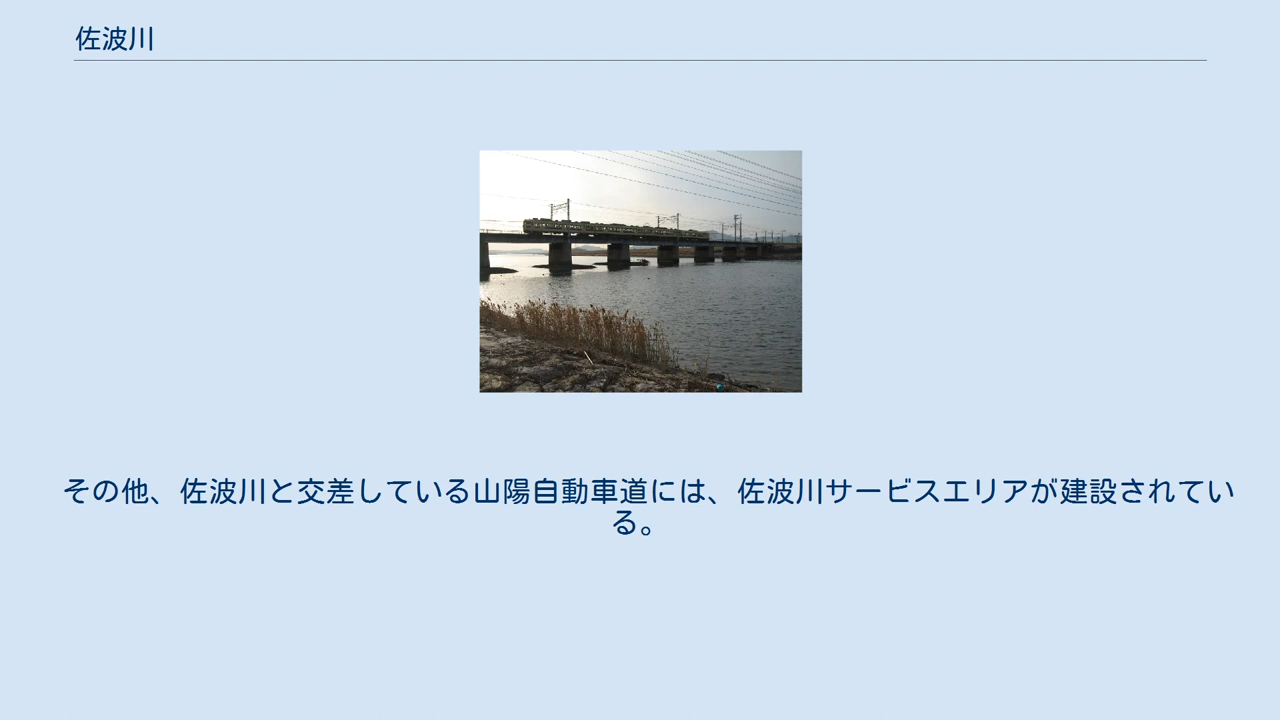 佐波川
その他、佐波川と交差している山陽自動車道には、佐波川サービスエリアが建設されてい
る。